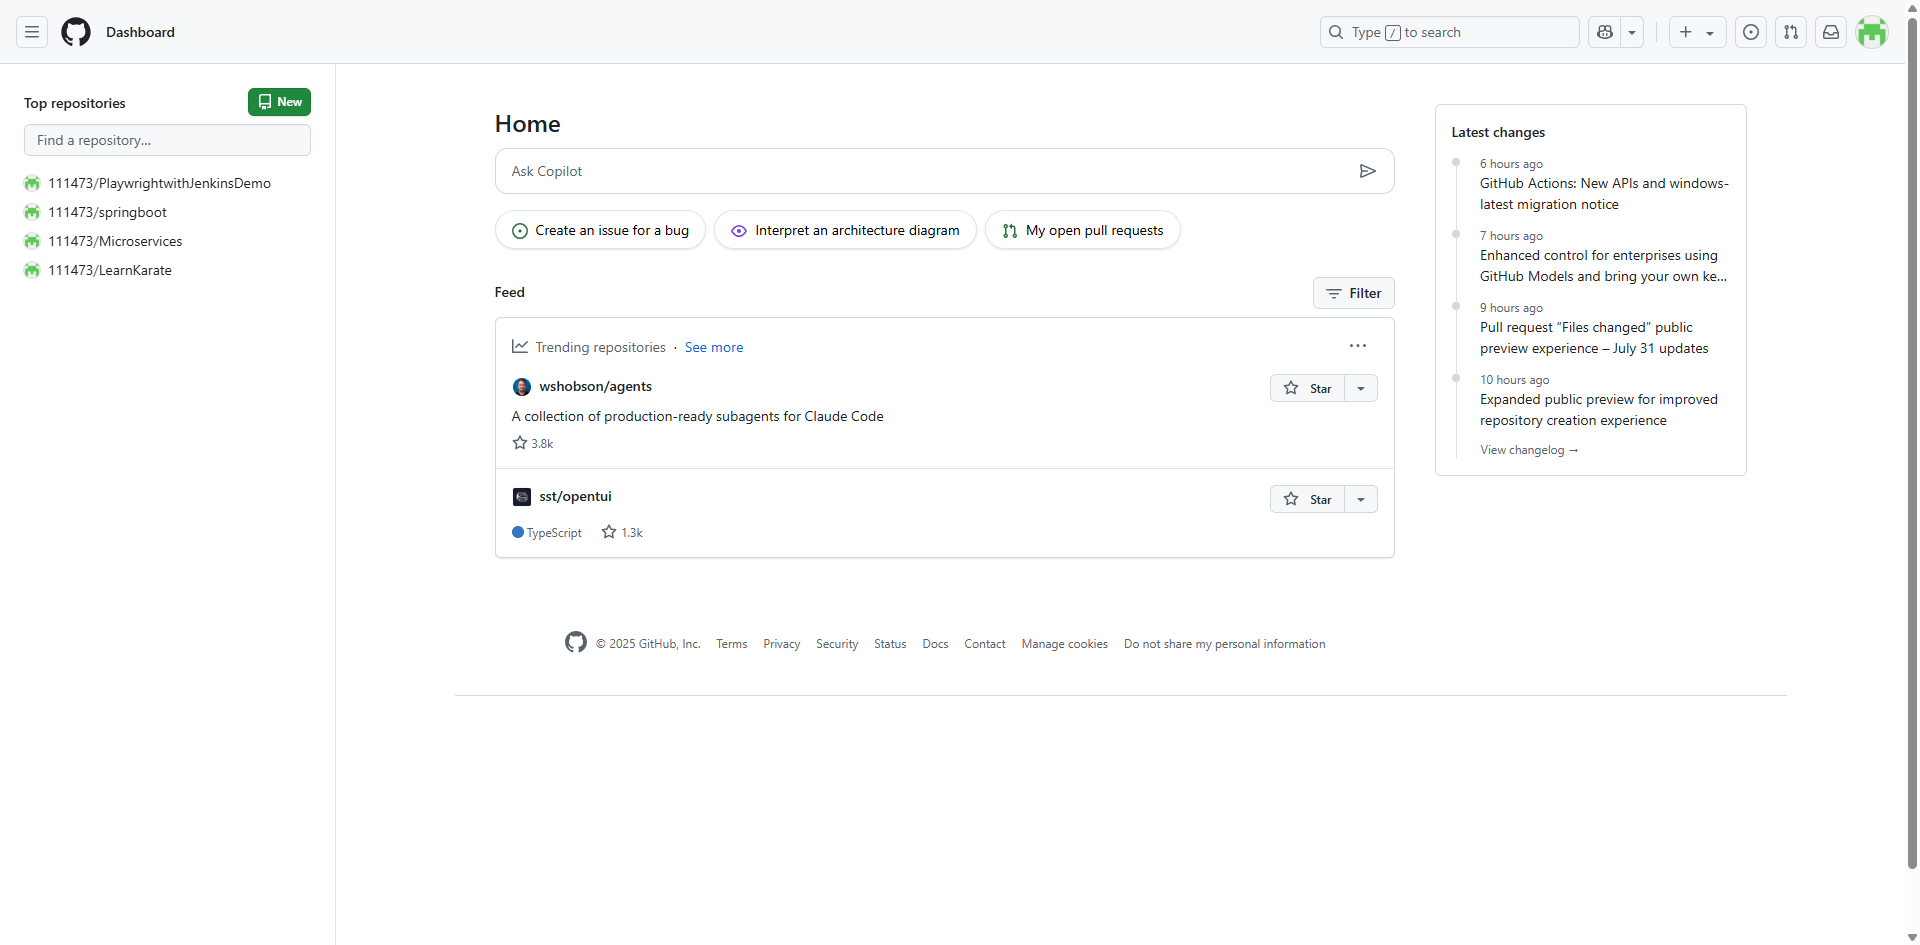 Dashboard
Type / to search
Top repositories
New
Find a repository...
111473/PlaywrightwithJenkinsDemo
111473/springboot
111473/Microservices
111473/LearnKarate
Home
Ask Copilot
Create an issue for a bug
Interpret an architecture diagram
My open pull requests
Feed
Filter
Trending repositories · See more
wshobson/agents
Star
A collection of production-ready subagents for Claude Code
3.8k
sst/opentui
Star
TypeScript
1.3k
Latest changes
6 hours ago
GitHub Actions: New APIs and windows-
latest migration notice
7 hours ago
Enhanced control for enterprises using
GitHub Models and bring your own ke...
9 hours ago
Pull request “Files changed” public
preview experience – July 31 updates
10 hours ago
Expanded public preview for improved
repository creation experience
View changelog →
© 2025 GitHub, Inc. Terms Privacy Security Status Docs Contact Manage cookies Do not share my personal information